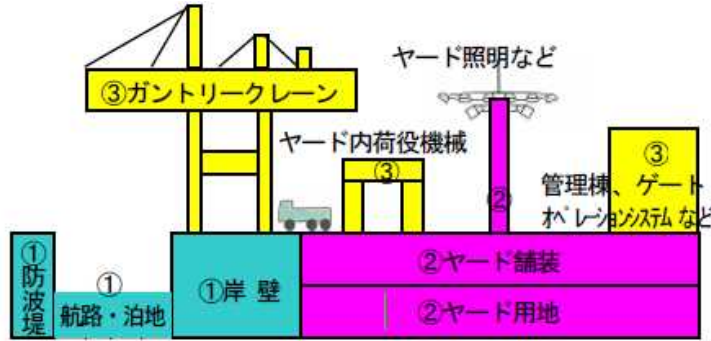 ヤード照明など
③ガントリークレーン
ヤード内荷役機械
③
②
③
管理棟、ゲート
オペレーションシステムなど
①防波堤
①
航路・泊地
①岸壁
②ヤード舗装
②ヤード用地